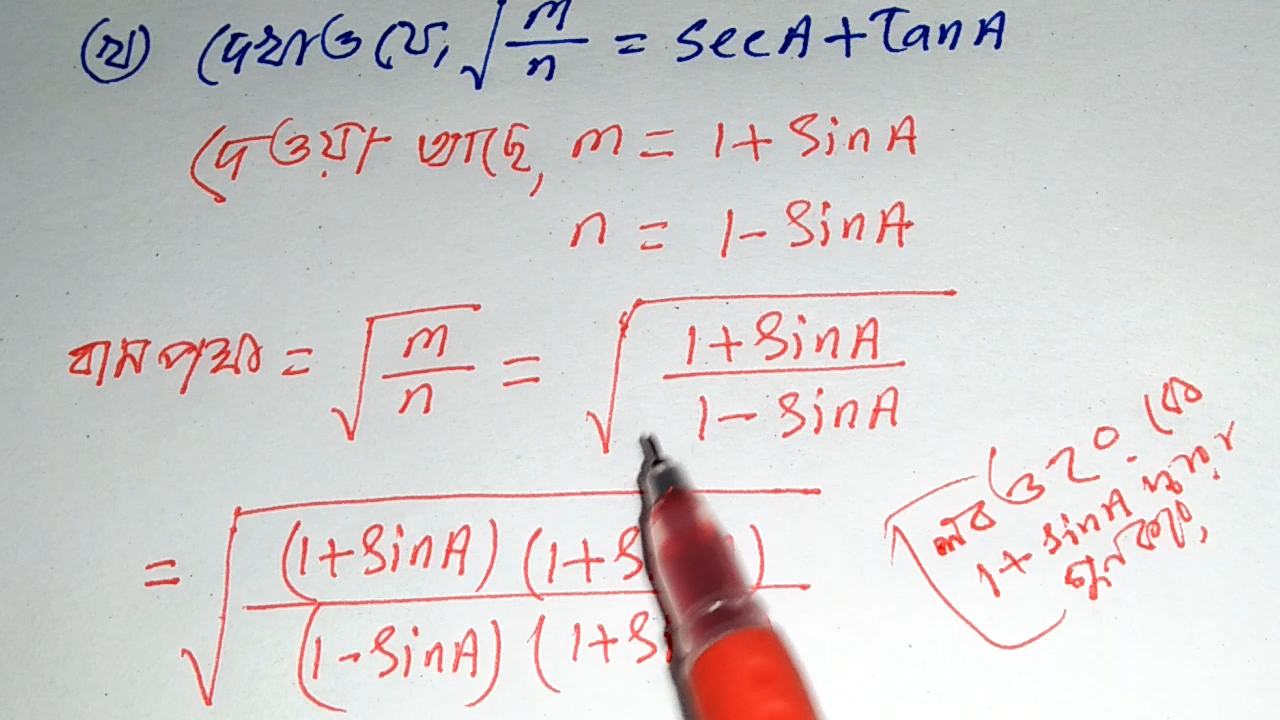 (খ) দেখাও যে, √(m/n) = secA + TanA
দেওয়া আছে, m = 1 + SinA
n = 1 - SinA
বামপক্ষ = √(m/n) = √((1 + SinA)/(1 - SinA))
= √((1+SinA) (1+S)/(1-SinA) (1+Si
লব ও হর কে
1+ sinA দ্বারা
গুন করে,